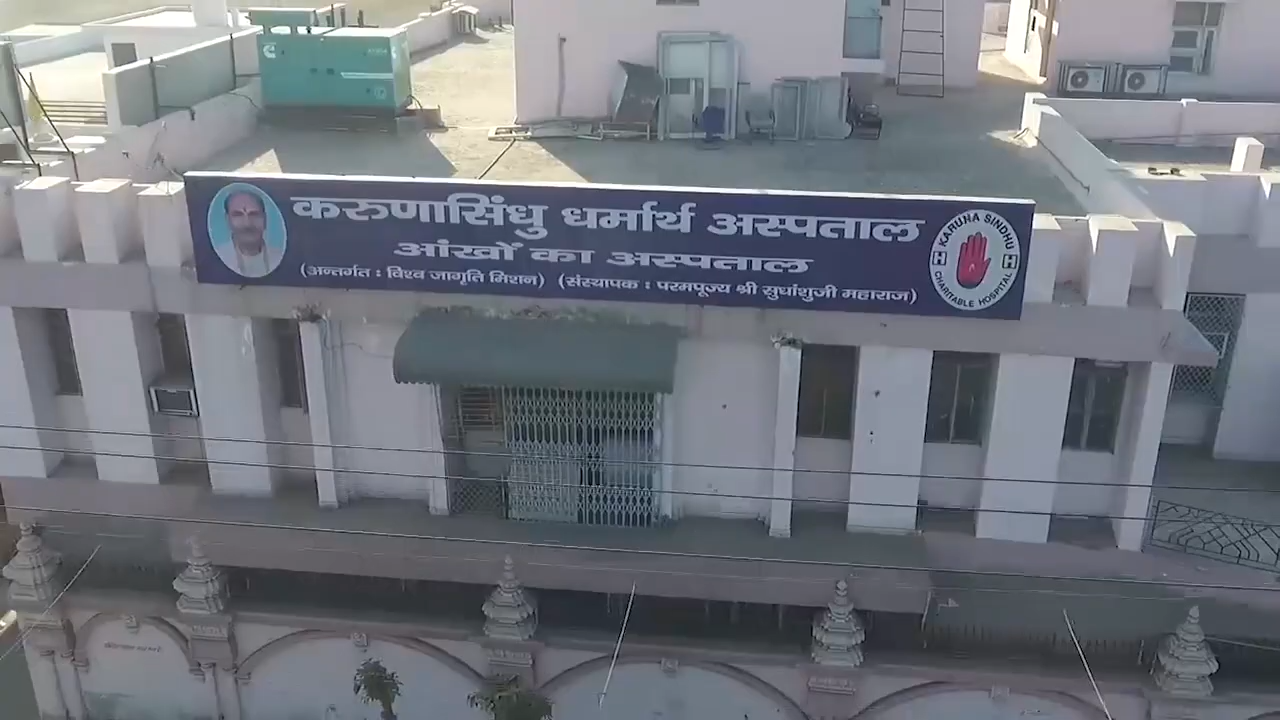 करुणासिंधु धर्मार्थ अस्पताल
आंखों का अस्पताल
(अन्तर्गत : विश्व जागृति मिशन) (संस्थापक : परमपूज्य श्री सुधांशुजी महाराज)
KARUNA SINDHU
H H
CHARITABLE HOSPITAL